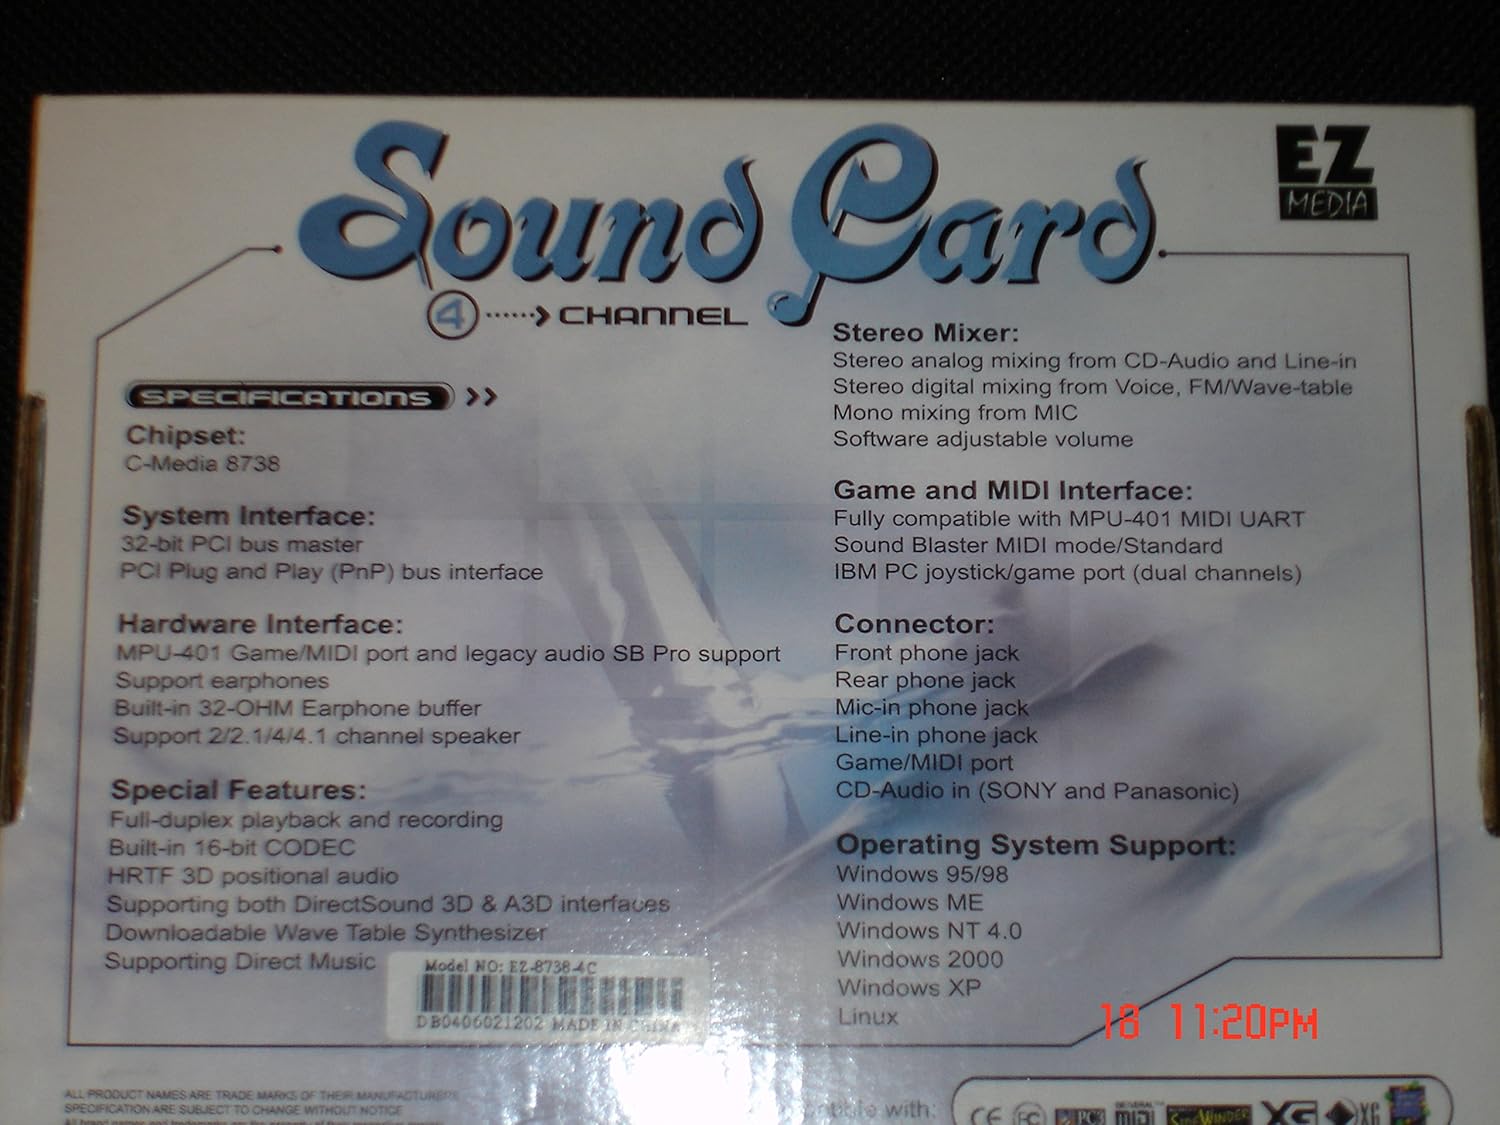 Sound Card
EZ
MEDIA
4 CHANNEL
SPECIFICATIONS >>
Chipset:
C-Media 8738
System Interface:
32-bit PCI bus master
PCI Plug and Play (PnP) bus interface
Hardware Interface:
MPU-401 Game/MIDI port and legacy audio SB Pro support
Support earphones
Built-in 32-OHM Earphone buffer
Support 2/2.1/4/4.1 channel speaker
Special Features:
Full-duplex playback and recording
Built-in 16-bit CODEC
HRTF 3D positional audio
Supporting both DirectSound 3D & A3D interfaces
Downloadable Wave Table Synthesizer
Supporting Direct Music
Model NO: EZ-8738-4C
DB0406021202 MADE IN CHINA
Stereo Mixer:
Stereo analog mixing from CD-Audio and Line-in
Stereo digital mixing from Voice, FM/Wave-table
Mono mixing from MIC
Software adjustable volume
Game and MIDI Interface:
Fully compatible with MPU-401 MIDI UART
Sound Blaster MIDI mode/Standard
IBM PC joystick/game port (dual channels)
Connector:
Front phone jack
Rear phone jack
Mic-in phone jack
Line-in phone jack
Game/MIDI port
CD-Audio in (SONY and Panasonic)
Operating System Support:
Windows 95/98
Windows ME
Windows NT 4.0
Windows 2000
Windows XP
Linux
18 11:20PM
ALL PRODUCT NAMES ARE TRADE MARKS OF THEIR MANUFACTURERS
SPECIFICATION ARE SUBJECT TO CHANGE WITHOUT NOTICE
with:
CE FC PC3 GENERAL MIDI SIDEWINDER XG XG